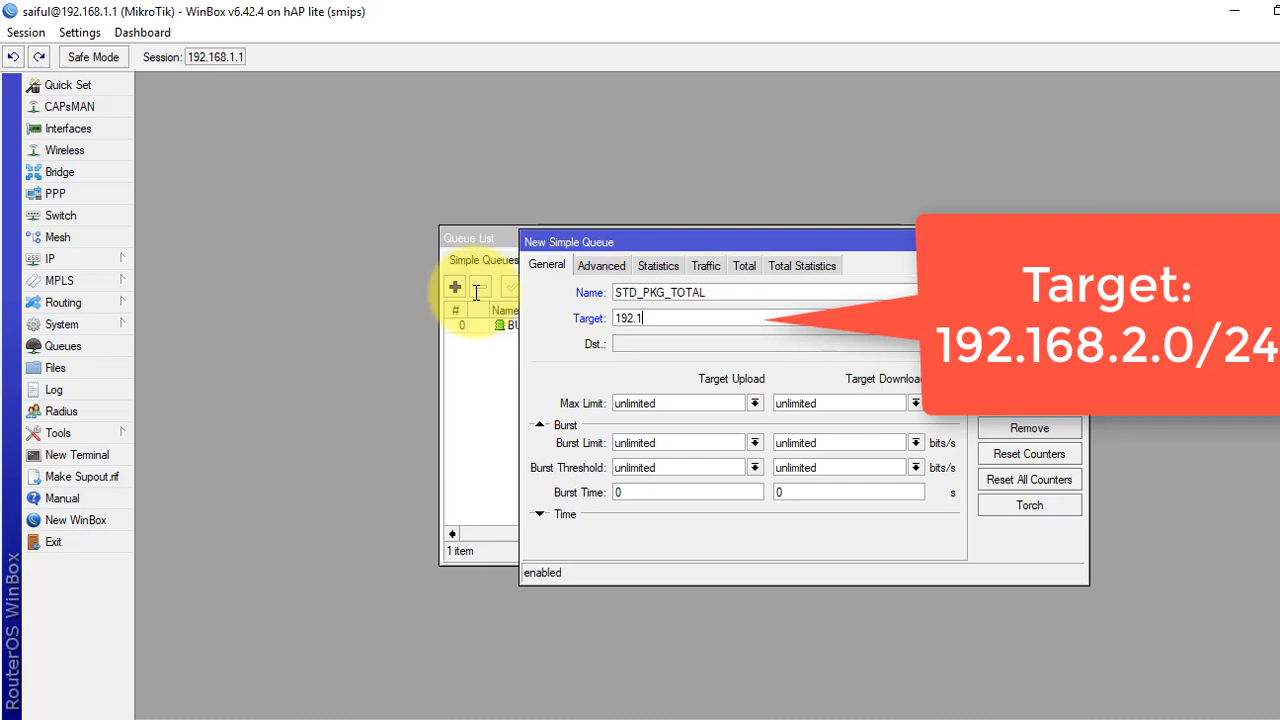 saiful@192.168.1.1 (MikroTik) - WinBox v6.42.4 on hAP lite (smips)
Session Settings Dashboard
Safe Mode Session: 192.168.1.1
Quick Set
CAPsMAN
Interfaces
Wireless
Bridge
PPP
Switch
Mesh
IP
MPLS
Routing
System
Queues
Files
Log
Radius
Tools
New Terminal
Make Supout.rif
Manual
New WinBox
Exit
RouterOS WinBox
Queue List
Simple Queues
# Name
0 BU
1 item
New Simple Queue
General Advanced Statistics Traffic Total Total Statistics
Name: STD_PKG_TOTAL
Target: 192.1
Dst.:
Target Upload Target Download
Max Limit: unlimited unlimited
Burst
Burst Limit: unlimited unlimited bits/s
Burst Threshold: unlimited unlimited bits/s
Burst Time: 0 0 s
Time
enabled
Remove
Reset Counters
Reset All Counters
Torch
Target:
192.168.2.0/24